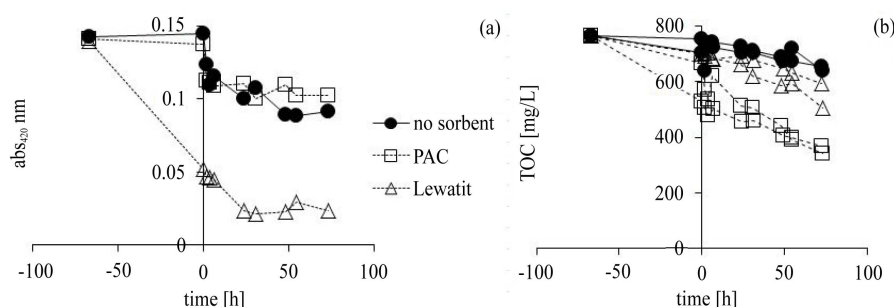 (a)
0.15
0.1
0.05
0
-100
-50
0
50
100
abs420 nm
time [h]
no sorbent
PAC
Lewatit
(b)
800
600
400
200
0
-100
-50
0
50
100
TOC [mg/L]
time [h]